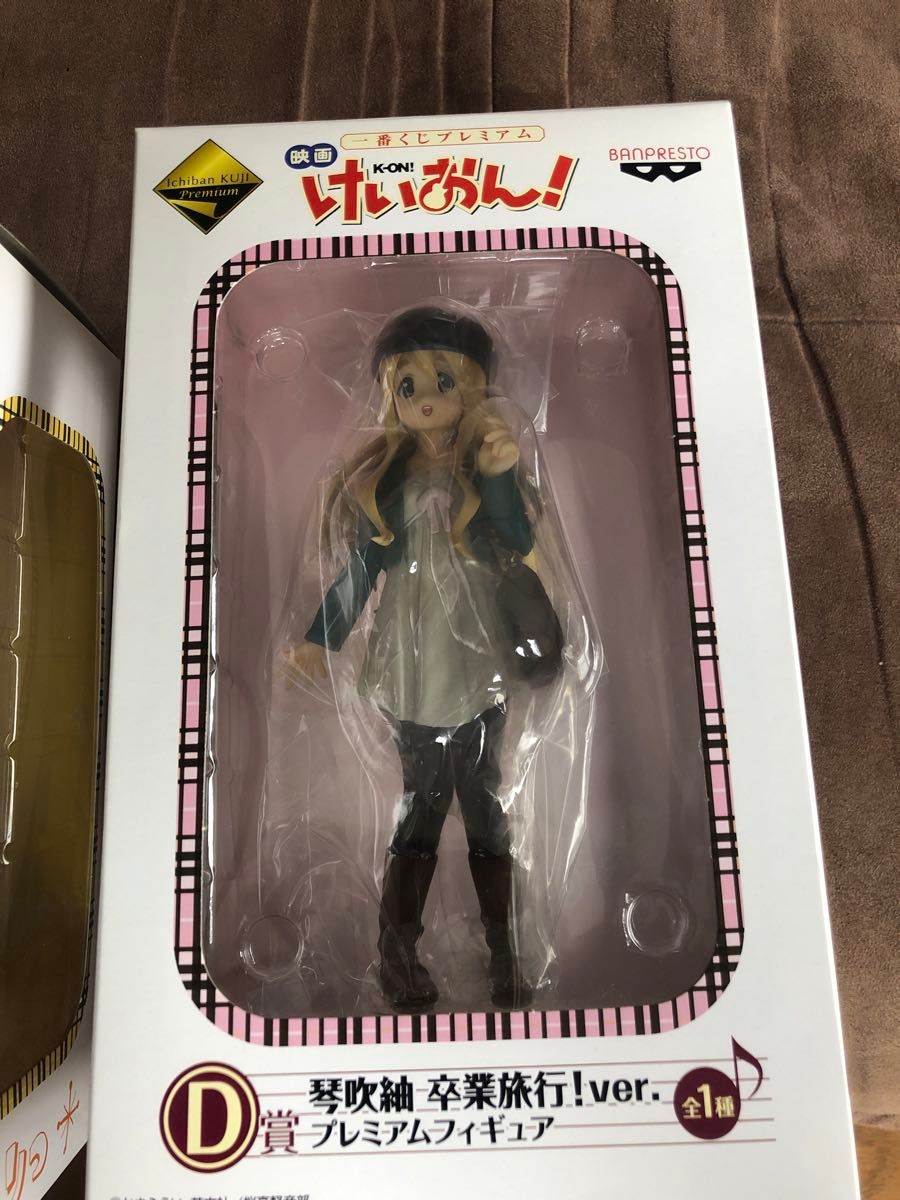 一番くじプレミアム
Ichiban KUJI
Premium
映画
K-ON!
けいおん!
BANPRESTO
D賞
琴吹紬 卒業旅行!ver.
プレミアムフィギュア
全1種